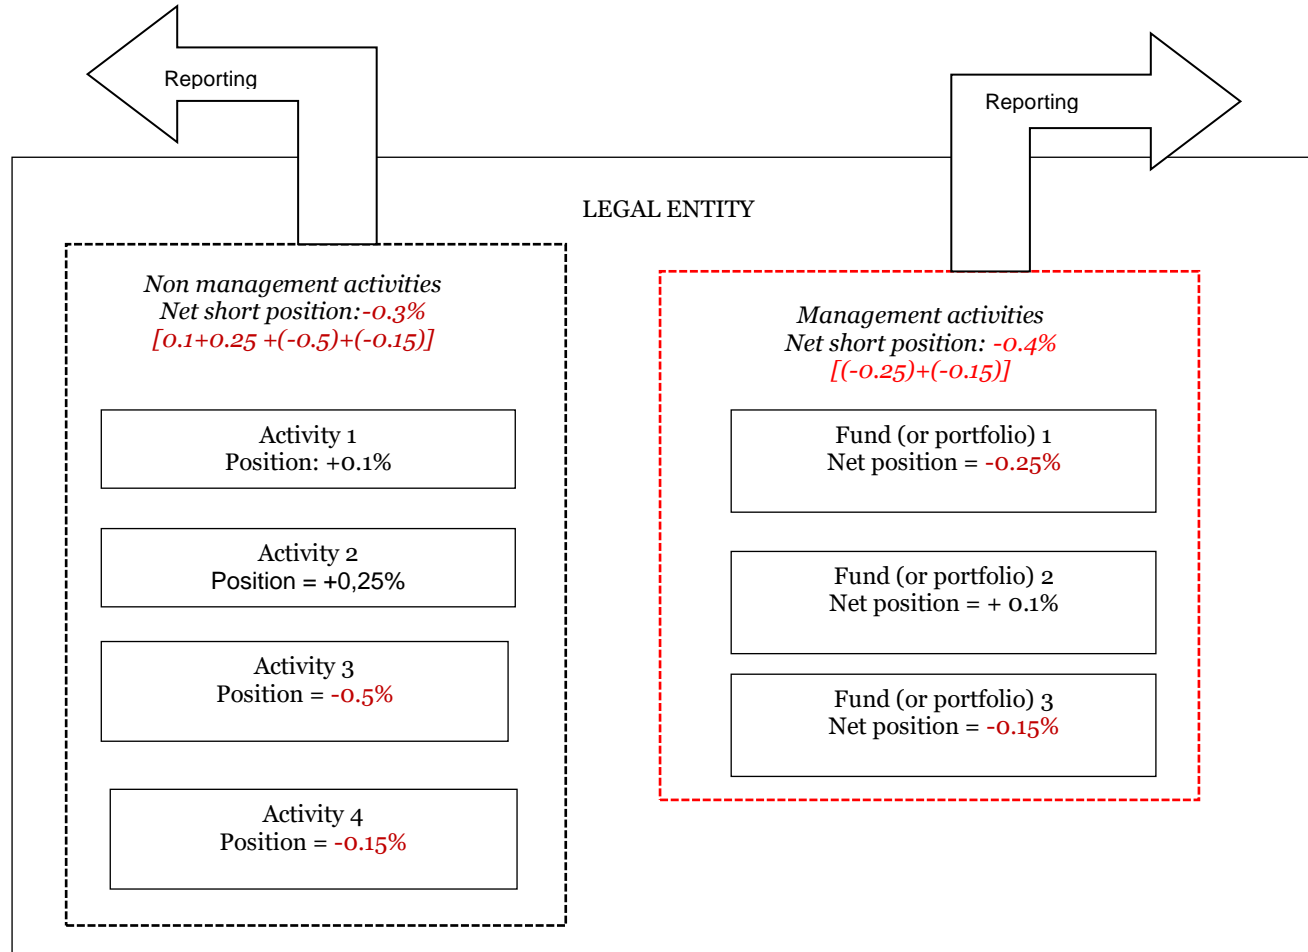 Reporting
Reporting
LEGAL ENTITY
Non management activities
Net short position:-0.3%
[0.1+0.25 +(-0.5)+(-0.15)]
Activity 1
Position: +0.1%
Activity 2
Position = +0,25%
Activity 3
Position = -0.5%
Activity 4
Position = -0.15%
Management activities
Net short position: -0.4%
[(-0.25)+(-0.15)]
Fund (or portfolio) 1
Net position = -0.25%
Fund (or portfolio) 2
Net position = + 0.1%
Fund (or portfolio) 3
Net position = -0.15%